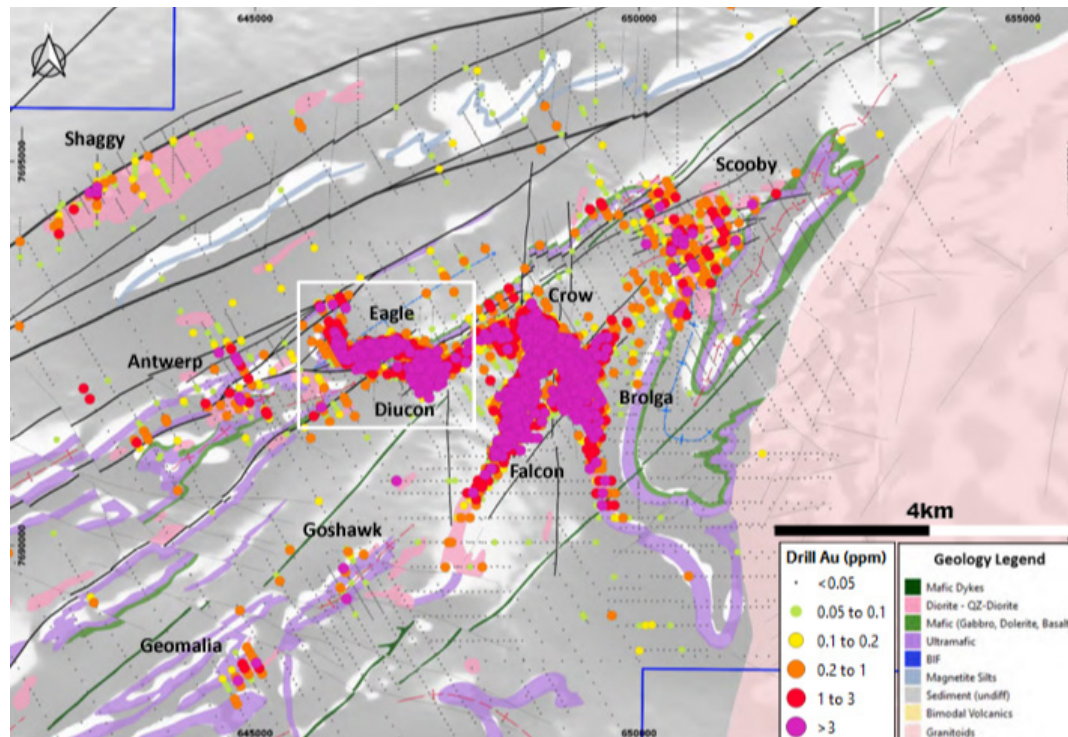 645000
650000
655000
Shaggy
7695000
Scooby
Eagle
Crow
Antwerp
Diucon
Brolga
Falcon
4km
Goshawk
7690000
Geomalia
Drill Au (ppm)
<0.05
0.05 to 0.1
0.1 to 0.2
0.2 to 1
1 to 3
>3
Geology Legend
Mafic Dykes
Diorite - QZ-Diorite
Mafic (Gabbro, Dolerite, Basalt
Ultramafic
BIF
Magnetite Silts
Sediment (undiff)
Bimodal Volcanics
Granitoids
645000
650000